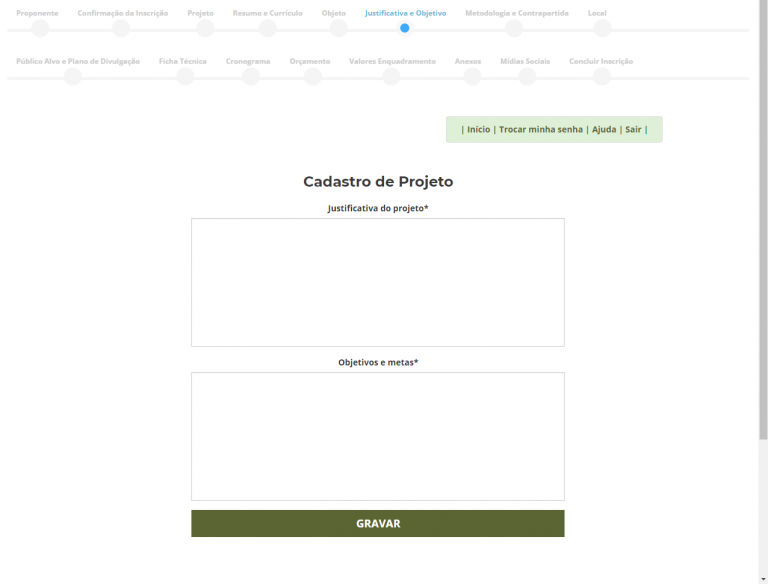 Proponente Confirmação da Inscrição Projeto Resumo e Currículo Objeto Justificativa e Objetivo Metodologia e Contrapartida Local
Público Alvo e Plano de Divulgação Ficha Técnica Cronograma Orçamento Valores Enquadramento Anexos Mídias Sociais Concluir Inscrição
| Início | Trocar minha senha | Ajuda | Sair |
Cadastro de Projeto
Justificativa do projeto*
Objetivos e metas*
GRAVAR